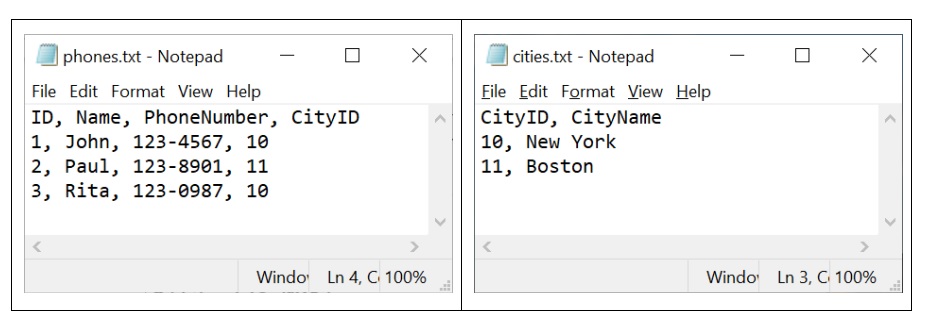 phones.txt - Notepad
File Edit Format View Help
ID, Name, PhoneNumber, CityID
1, John, 123-4567, 10
2, Paul, 123-8901, 11
3, Rita, 123-0987, 10
Windo Ln 4, C 100%
cities.txt - Notepad
File Edit Format View Help
CityID, CityName
10, New York
11, Boston
Windo Ln 3, C 100%